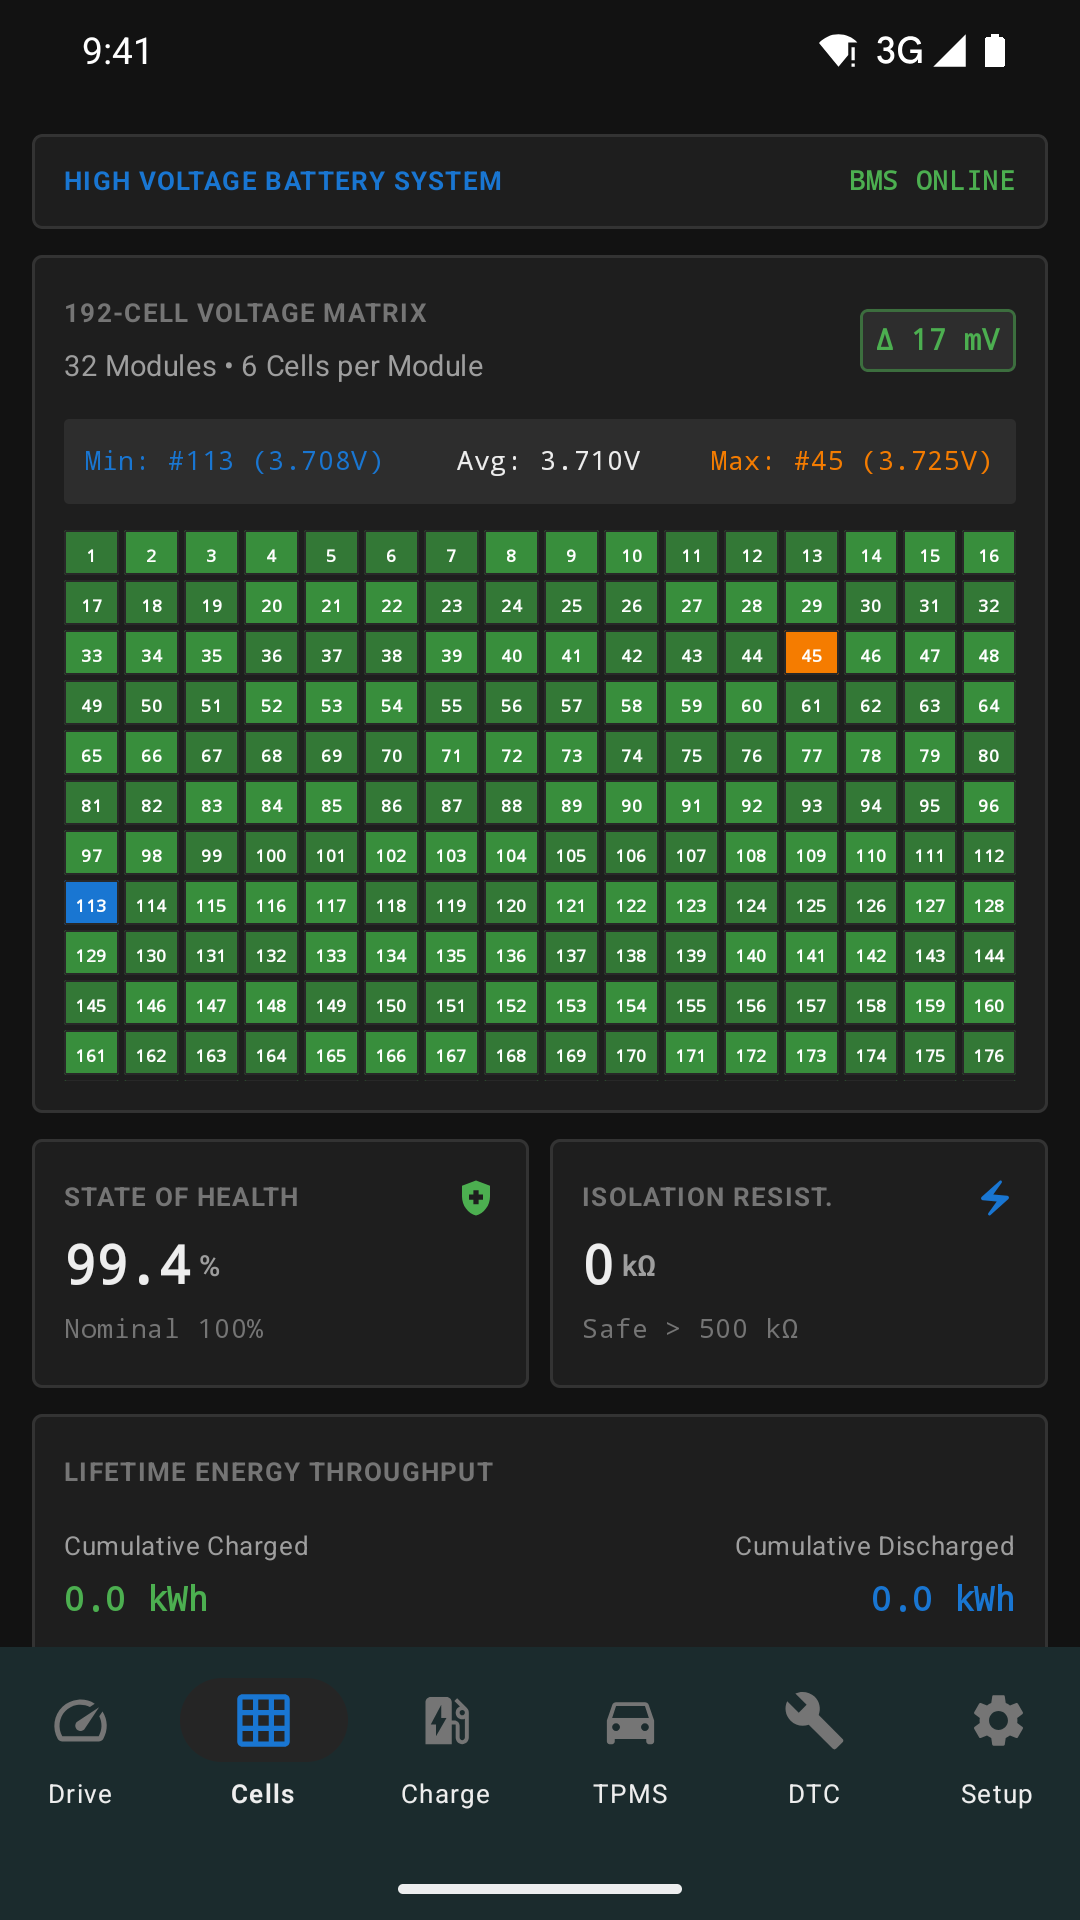 9:41
3G
HIGH VOLTAGE BATTERY SYSTEM
BMS ONLINE
192-CELL VOLTAGE MATRIX
32 Modules • 6 Cells per Module
Δ 17 mV
Min: #113 (3.708V) Avg: 3.710V Max: #45 (3.725V)
1 2 3 4 5 6 7 8 9 10 11 12 13 14 15 16
17 18 19 20 21 22 23 24 25 26 27 28 29 30 31 32
33 34 35 36 37 38 39 40 41 42 43 44 45 46 47 48
49 50 51 52 53 54 55 56 57 58 59 60 61 62 63 64
65 66 67 68 69 70 71 72 73 74 75 76 77 78 79 80
81 82 83 84 85 86 87 88 89 90 91 92 93 94 95 96
97 98 99 100 101 102 103 104 105 106 107 108 109 110 111 112
113 114 115 116 117 118 119 120 121 122 123 124 125 126 127 128
129 130 131 132 133 134 135 136 137 138 139 140 141 142 143 144
145 146 147 148 149 150 151 152 153 154 155 156 157 158 159 160
161 162 163 164 165 166 167 168 169 170 171 172 173 174 175 176
STATE OF HEALTH
99.4 %
Nominal 100%
ISOLATION RESIST.
0 kΩ
Safe > 500 kΩ
LIFETIME ENERGY THROUGHPUT
Cumulative Charged
0.0 kWh
Cumulative Discharged
0.0 kWh
Drive Cells Charge TPMS DTC Setup